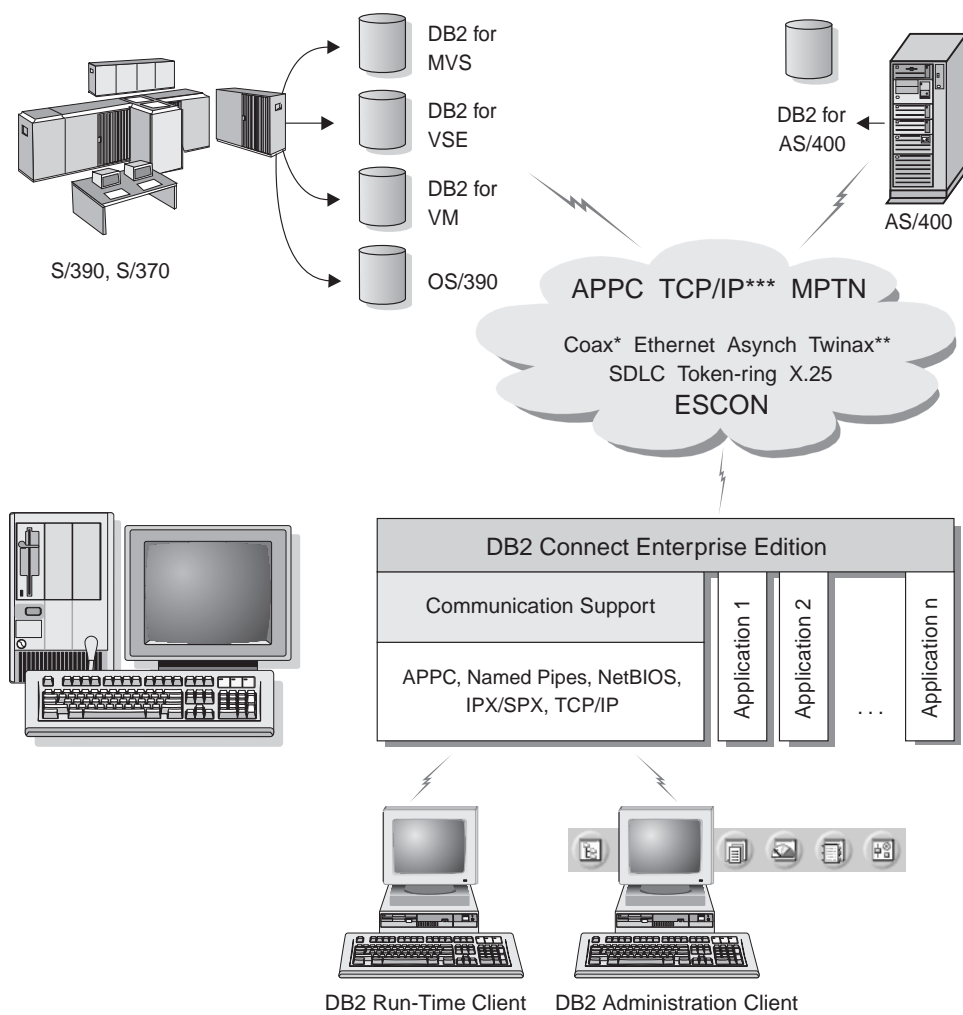 DB2 for
MVS
DB2 for
VSE
DB2 for
VM
OS/390
S/390, S/370
DB2 for
AS/400
AS/400
APPC TCP/IP*** MPTN
Coax* Ethernet Asynch Twinax**
SDLC Token-ring X.25
ESCON
DB2 Connect Enterprise Edition
Communication Support
APPC, Named Pipes, NetBIOS,
IPX/SPX, TCP/IP
Application 1
Application 2
. . .
Application n
DB2 Run-Time Client
DB2 Administration Client